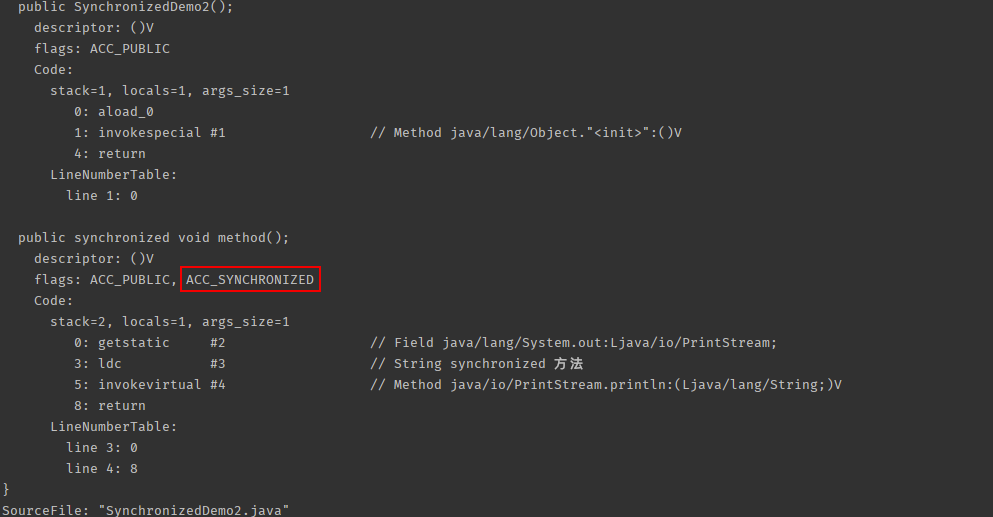 public SynchronizedDemo2();
descriptor: ()V
flags: ACC_PUBLIC
Code:
stack=1, locals=1, args_size=1
0: aload_0
1: invokespecial #1 // Method java/lang/Object."<init>":()V
4: return
LineNumberTable:
line 1: 0
public synchronized void method();
descriptor: ()V
flags: ACC_PUBLIC, ACC_SYNCHRONIZED
Code:
stack=2, locals=1, args_size=1
0: getstatic #2 // Field java/lang/System.out:Ljava/io/PrintStream;
3: ldc #3 // String synchronized 方法
5: invokevirtual #4 // Method java/io/PrintStream.println:(Ljava/lang/String;)V
8: return
LineNumberTable:
line 3: 0
line 4: 8
}
SourceFile: "SynchronizedDemo2.java"